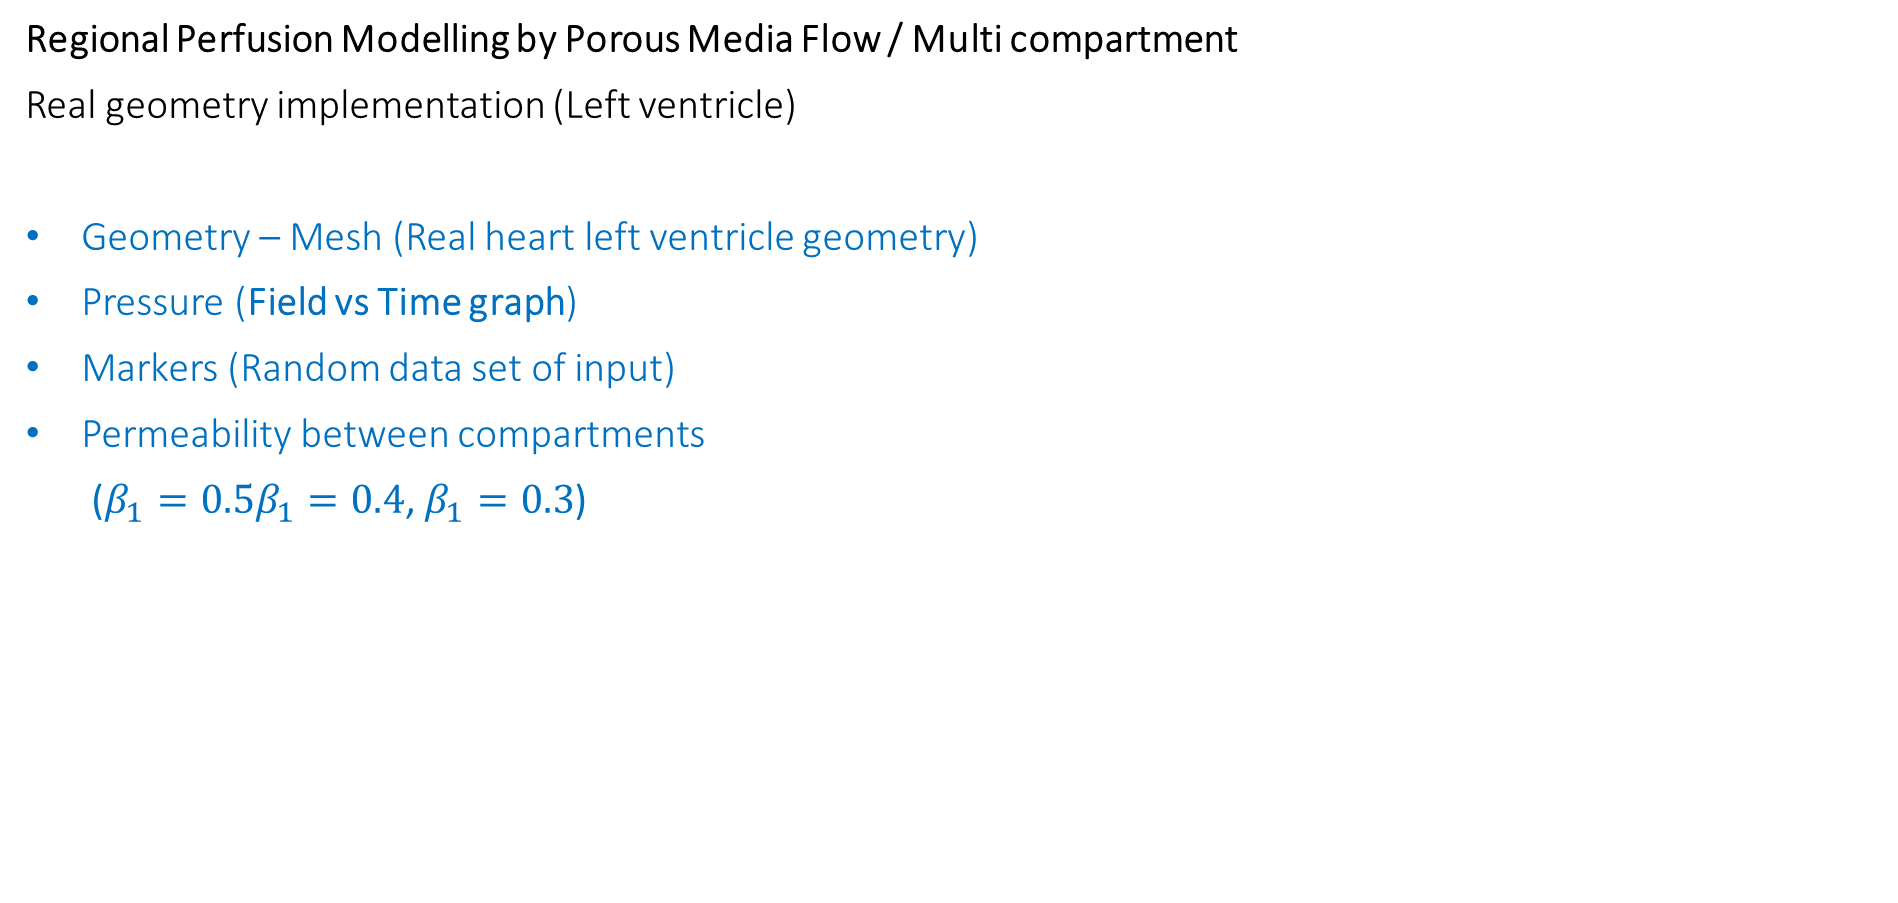 Regional Perfusion Modelling by Porous Media Flow / Multi compartment
Real geometry implementation (Left ventricle)
• Geometry – Mesh (Real heart left ventricle geometry)
• Pressure (Field vs Time graph)
• Markers (Random data set of input)
• Permeability between compartments
(β₁ = 0.5β₁ = 0.4, β₁ = 0.3)